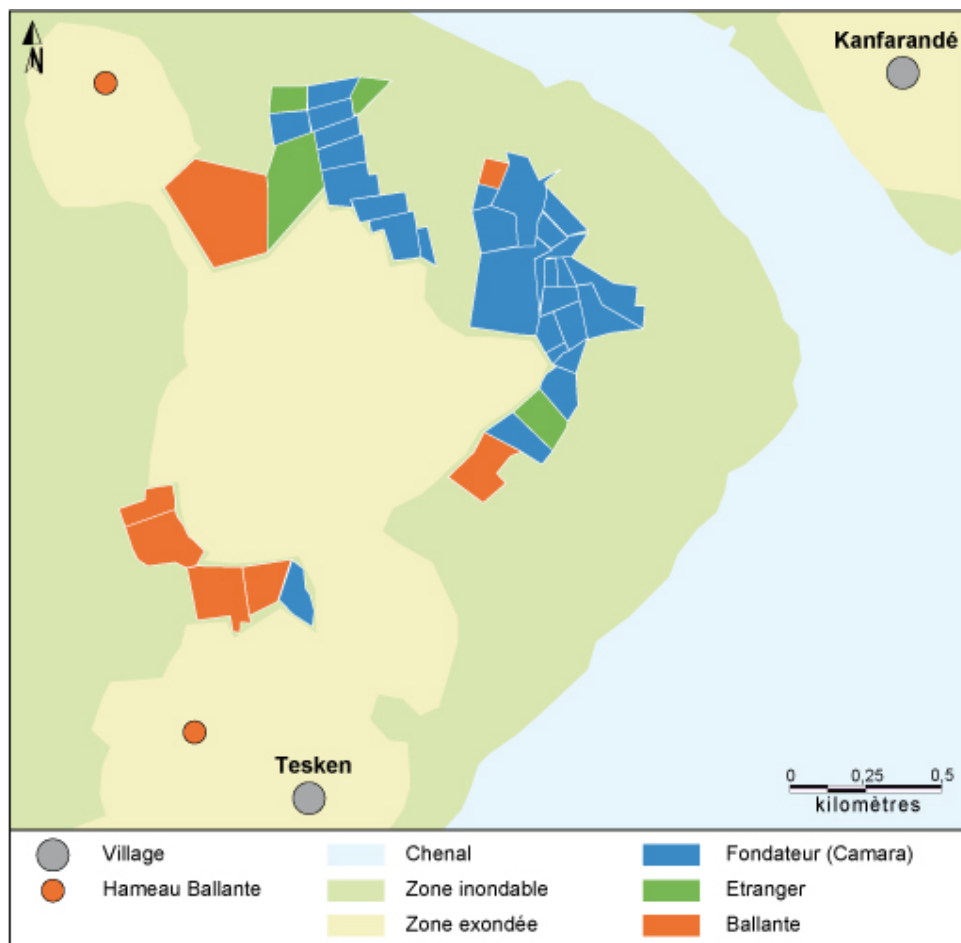 N
Kanfarandé
Tesken
0 0,25 0,5
kilomètres
Village
Chenal
Fondateur (Camara)
Hameau Ballante
Zone inondable
Etranger
Zone exondée
Ballante